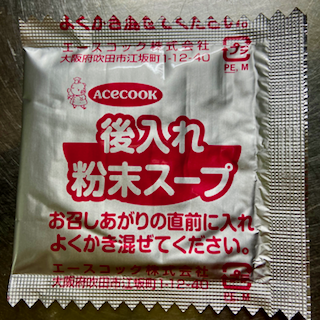 よくかき混ぜてください。
エースコック株式会社
大阪府吹田市江坂町1-12-40
プラ
PE, M
ACECOOK
後入れ
粉末スープ
お召しあがりの直前に入れ
よくかき混ぜてください。
エースコック株式会社
大阪府吹田市江坂町1-12-40
プラ
PE, M